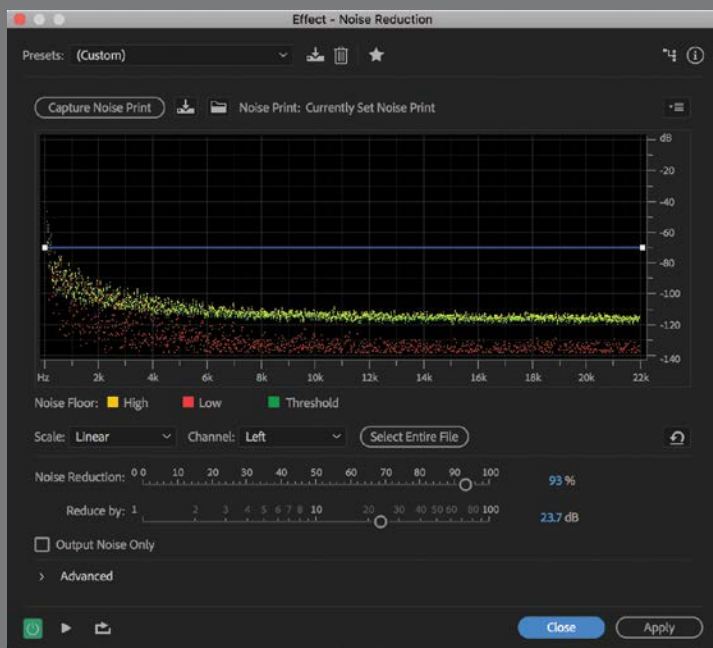 Effect - Noise Reduction
Presets: (Custom)
Capture Noise Print Noise Print: Currently Set Noise Print
dB
-20
-40
-60
-80
-100
-120
-140
Hz 2k 4k 6k 8k 10k 12k 14k 16k 18k 20k 22k
Noise Floor: High Low Threshold
Scale: Linear Channel: Left Select Entire File
Noise Reduction: 0 0 10 20 30 40 50 60 70 80 90 100 93 %
Reduce by: 1 2 3 4 5 6 7 8 10 20 30 40 50 60 80 100 23.7 dB
Output Noise Only
Advanced
Close Apply